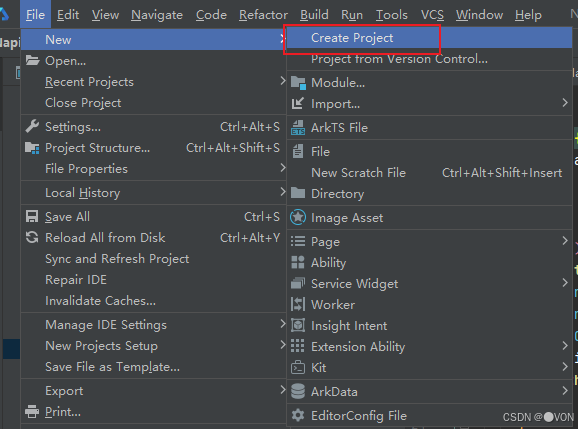 File Edit View Navigate Code Refactor Build Run Tools VCS Window Help
New
Open...
Recent Projects
Close Project
Settings... Ctrl+Alt+S
Project Structure... Ctrl+Alt+Shift+S
File Properties
Local History
Save All Ctrl+S
Reload All from Disk Ctrl+Alt+Y
Sync and Refresh Project
Repair IDE
Invalidate Caches...
Manage IDE Settings
New Projects Setup
Save File as Template...
Export
Print...
Create Project
Project from Version Control...
Module...
Import...
ArkTS File
File
New Scratch File Ctrl+Alt+Shift+Insert
Directory
Image Asset
Page
Ability
Service Widget
Worker
Insight Intent
Extension Ability
Kit
ArkData
EditorConfig File
CSDN @●VON